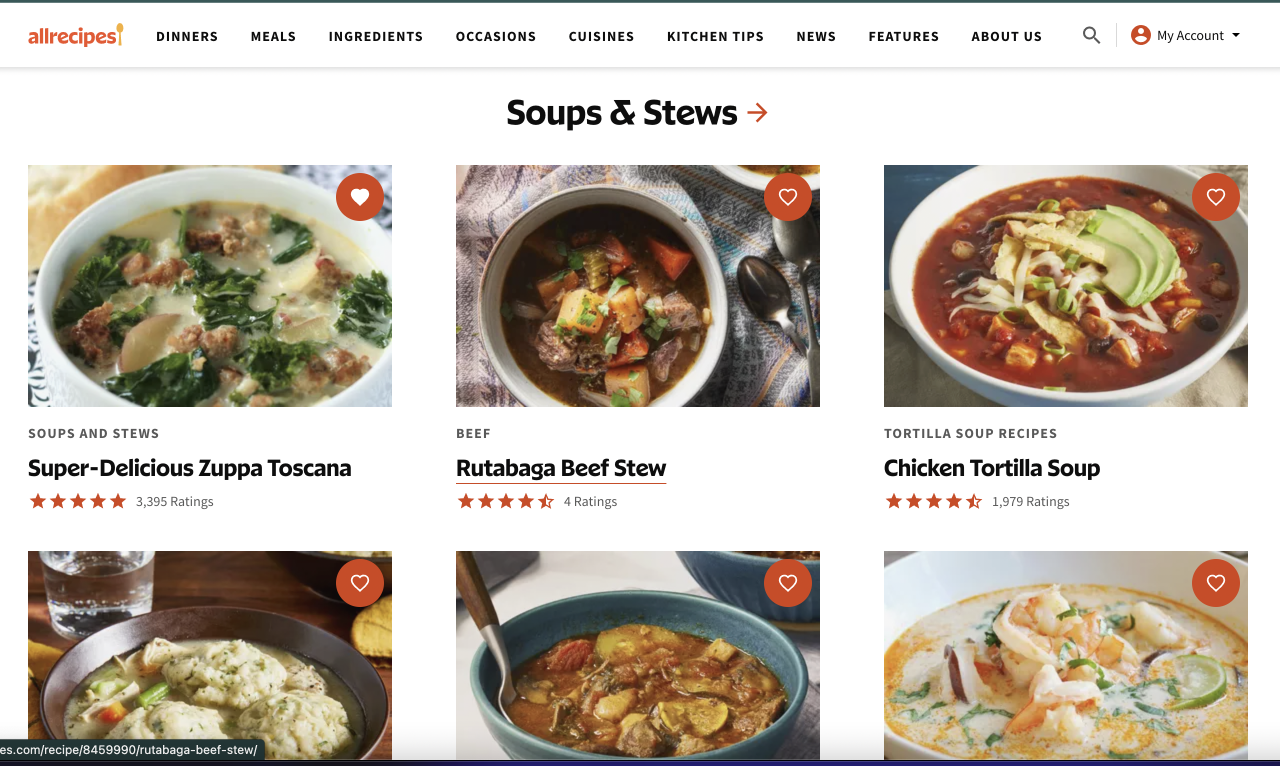 allrecipes
DINNERS MEALS INGREDIENTS OCCASIONS CUISINES KITCHEN TIPS NEWS FEATURES ABOUT US My Account
Soups & Stews
SOUPS AND STEWS
Super-Delicious Zuppa Toscana
3,395 Ratings
BEEF
Rutabaga Beef Stew
4 Ratings
TORTILLA SOUP RECIPES
Chicken Tortilla Soup
1,979 Ratings
es.com/recipe/8459990/rutabaga-beef-stew/